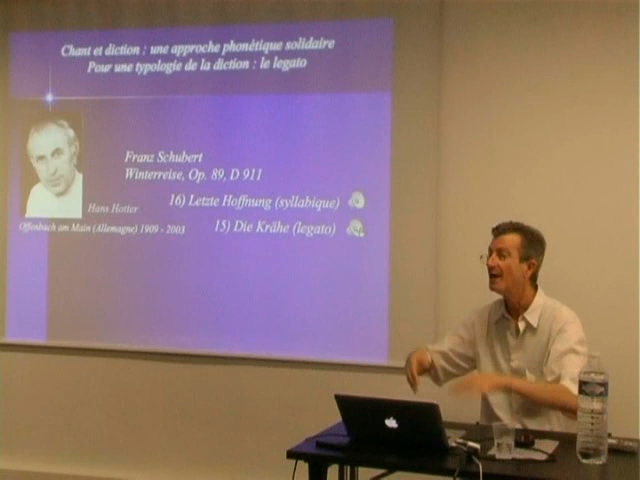 Chant et diction : une approche phonétique solidaire
Pour une typologie de la diction : le legato
Franz Schubert
Winterreise, Op. 89, D 911
16) Letzte Hoffnung (syllabique)
Hans Hotter
15) Die Krähe (legato)
Offenbach am Main (Allemagne) 1909 - 2003